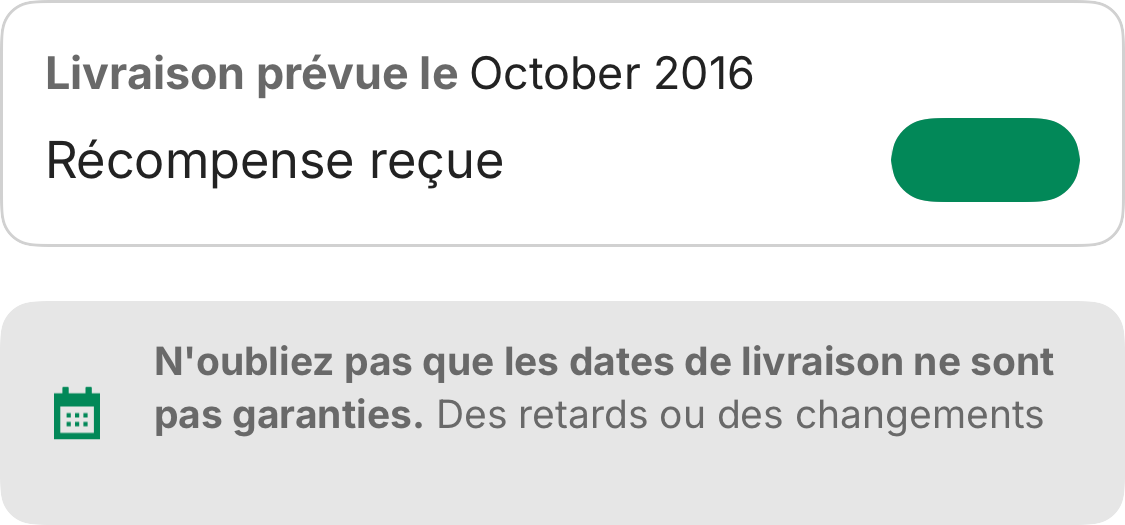 Livraison prévue le October 2016
Récompense reçue
N'oubliez pas que les dates de livraison ne sont
pas garanties. Des retards ou des changements